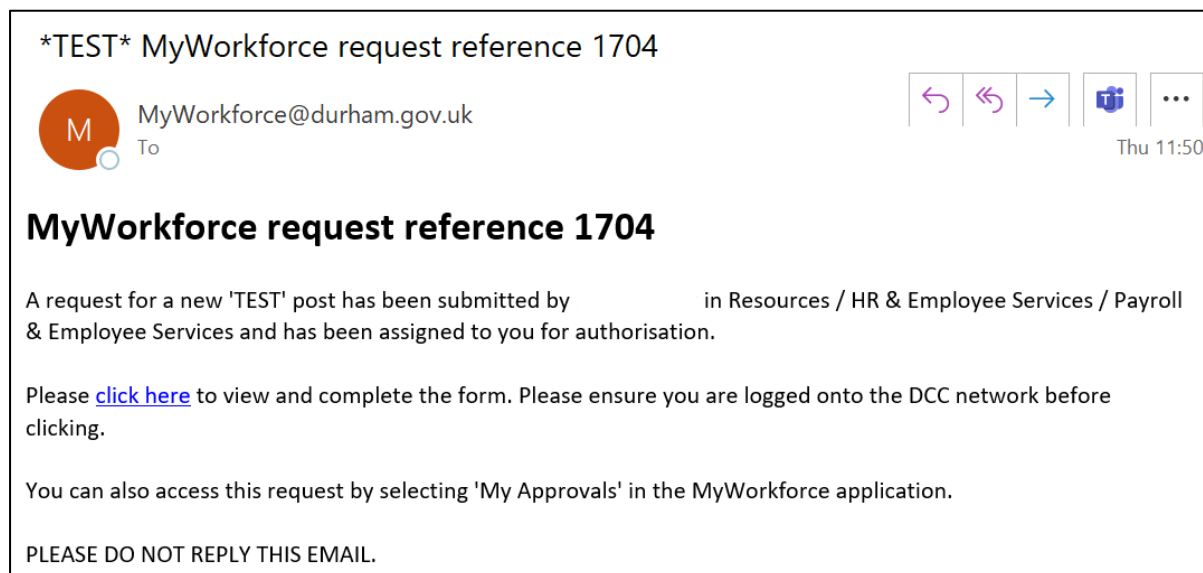 *TEST* MyWorkforce request reference 1704
M
MyWorkforce@durham.gov.uk
To
Thu 11:50
MyWorkforce request reference 1704
A request for a new 'TEST' post has been submitted by in Resources / HR & Employee Services / Payroll
& Employee Services and has been assigned to you for authorisation.
Please click here to view and complete the form. Please ensure you are logged onto the DCC network before
clicking.
You can also access this request by selecting 'My Approvals' in the MyWorkforce application.
PLEASE DO NOT REPLY THIS EMAIL.